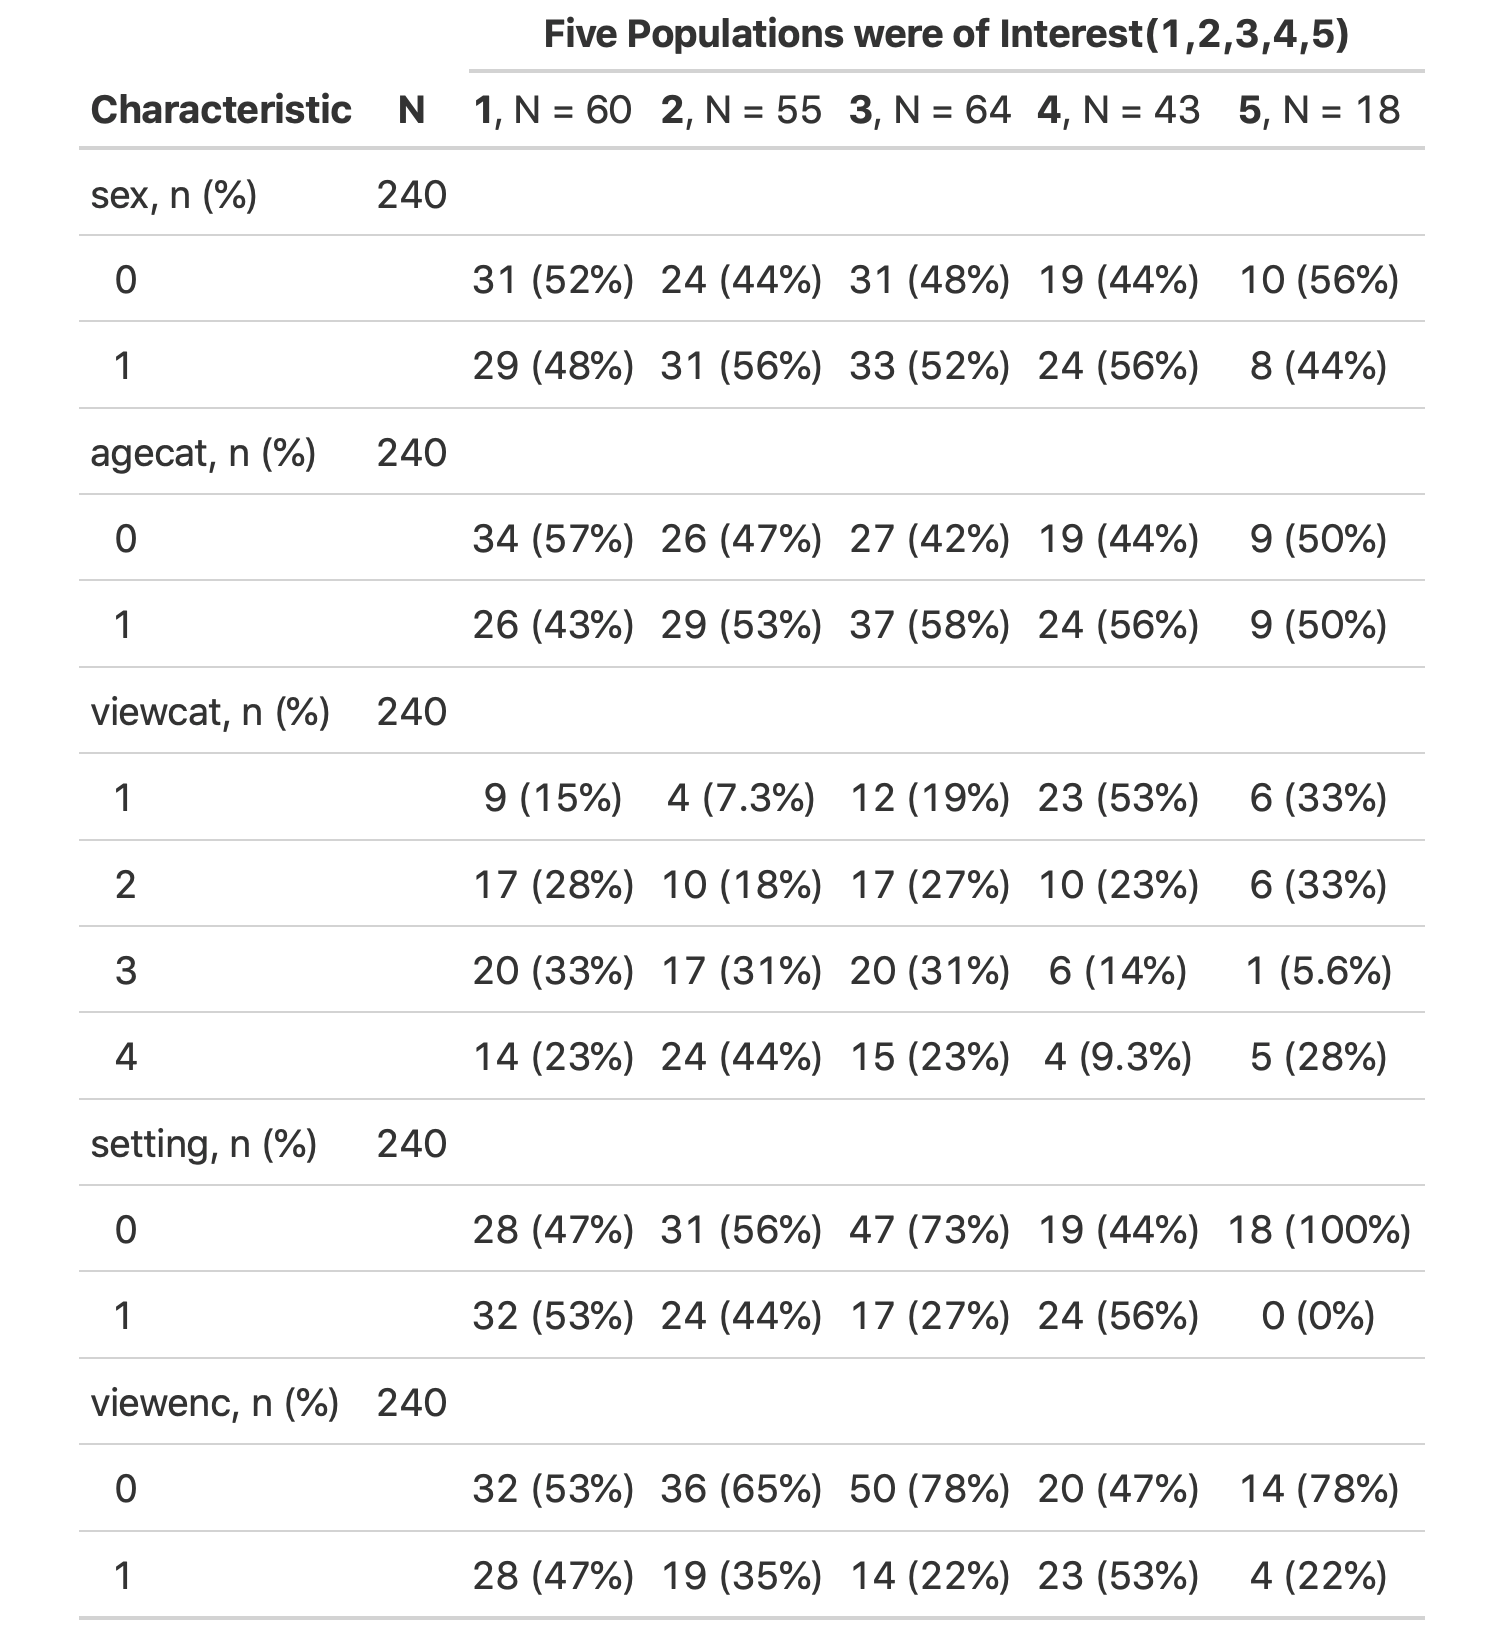 Five Populations were of Interest(1,2,3,4,5)
Characteristic N 1, N = 60 2, N = 55 3, N = 64 4, N = 43 5, N = 18
sex, n (%) 240
0 31 (52%) 24 (44%) 31 (48%) 19 (44%) 10 (56%)
1 29 (48%) 31 (56%) 33 (52%) 24 (56%) 8 (44%)
agecat, n (%) 240
0 34 (57%) 26 (47%) 27 (42%) 19 (44%) 9 (50%)
1 26 (43%) 29 (53%) 37 (58%) 24 (56%) 9 (50%)
viewcat, n (%) 240
1 9 (15%) 4 (7.3%) 12 (19%) 23 (53%) 6 (33%)
2 17 (28%) 10 (18%) 17 (27%) 10 (23%) 6 (33%)
3 20 (33%) 17 (31%) 20 (31%) 6 (14%) 1 (5.6%)
4 14 (23%) 24 (44%) 15 (23%) 4 (9.3%) 5 (28%)
setting, n (%) 240
0 28 (47%) 31 (56%) 47 (73%) 19 (44%) 18 (100%)
1 32 (53%) 24 (44%) 17 (27%) 24 (56%) 0 (0%)
viewenc, n (%) 240
0 32 (53%) 36 (65%) 50 (78%) 20 (47%) 14 (78%)
1 28 (47%) 19 (35%) 14 (22%) 23 (53%) 4 (22%)